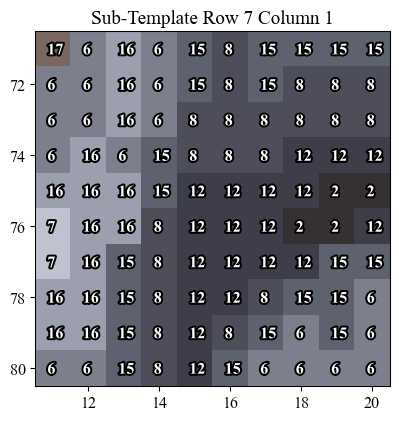 Sub-Template Row 7 Column 1
17 6 16 6 15 8 15 15 15 15
72 6 6 16 6 15 8 15 8 8 8
6 6 16 6 8 8 8 8 8 8
74 6 16 6 15 8 8 8 12 12 12
16 16 16 15 12 12 12 12 2 2
76 7 16 16 8 12 12 12 2 2 12
7 16 15 8 12 12 12 12 15 15
78 16 16 15 8 12 12 8 15 15 6
16 16 15 8 12 8 15 6 15 6
80 6 6 15 8 12 15 6 6 6 6
12 14 16 18 20